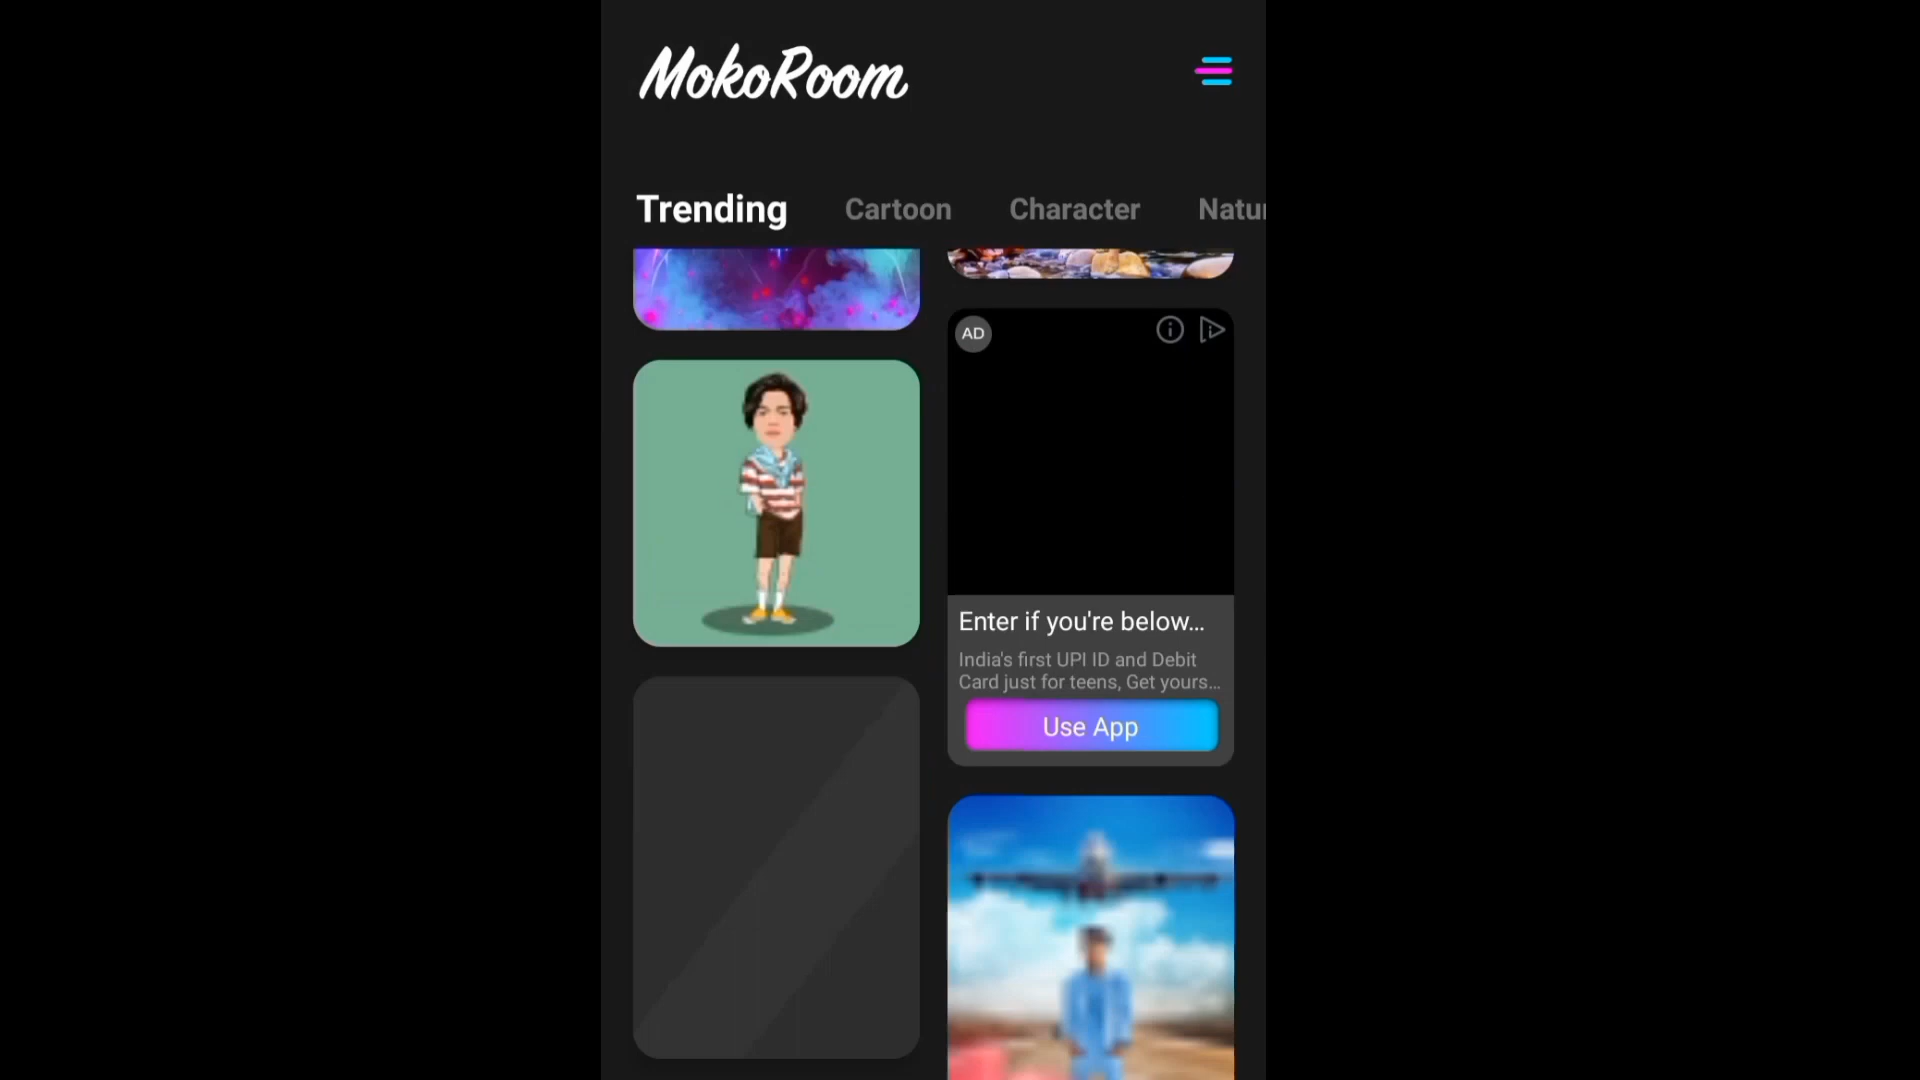 MokoRoom
Trending Cartoon Character Natur
AD
Enter if you're below...
India's first UPI ID and Debit
Card just for teens, Get yours...
Use App